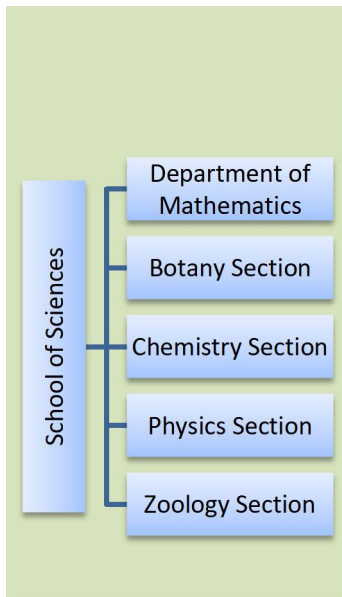 School of Sciences
Department of
Mathematics
Botany Section
Chemistry Section
Physics Section
Zoology Section